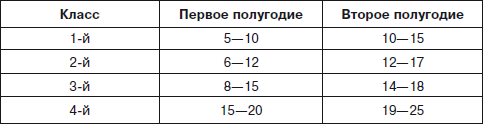 Класс Первое полугодие Второе полугодие
1-й 5—10 10—15
2-й 6—12 12—17
3-й 8—15 14—18
4-й 15—20 19—25